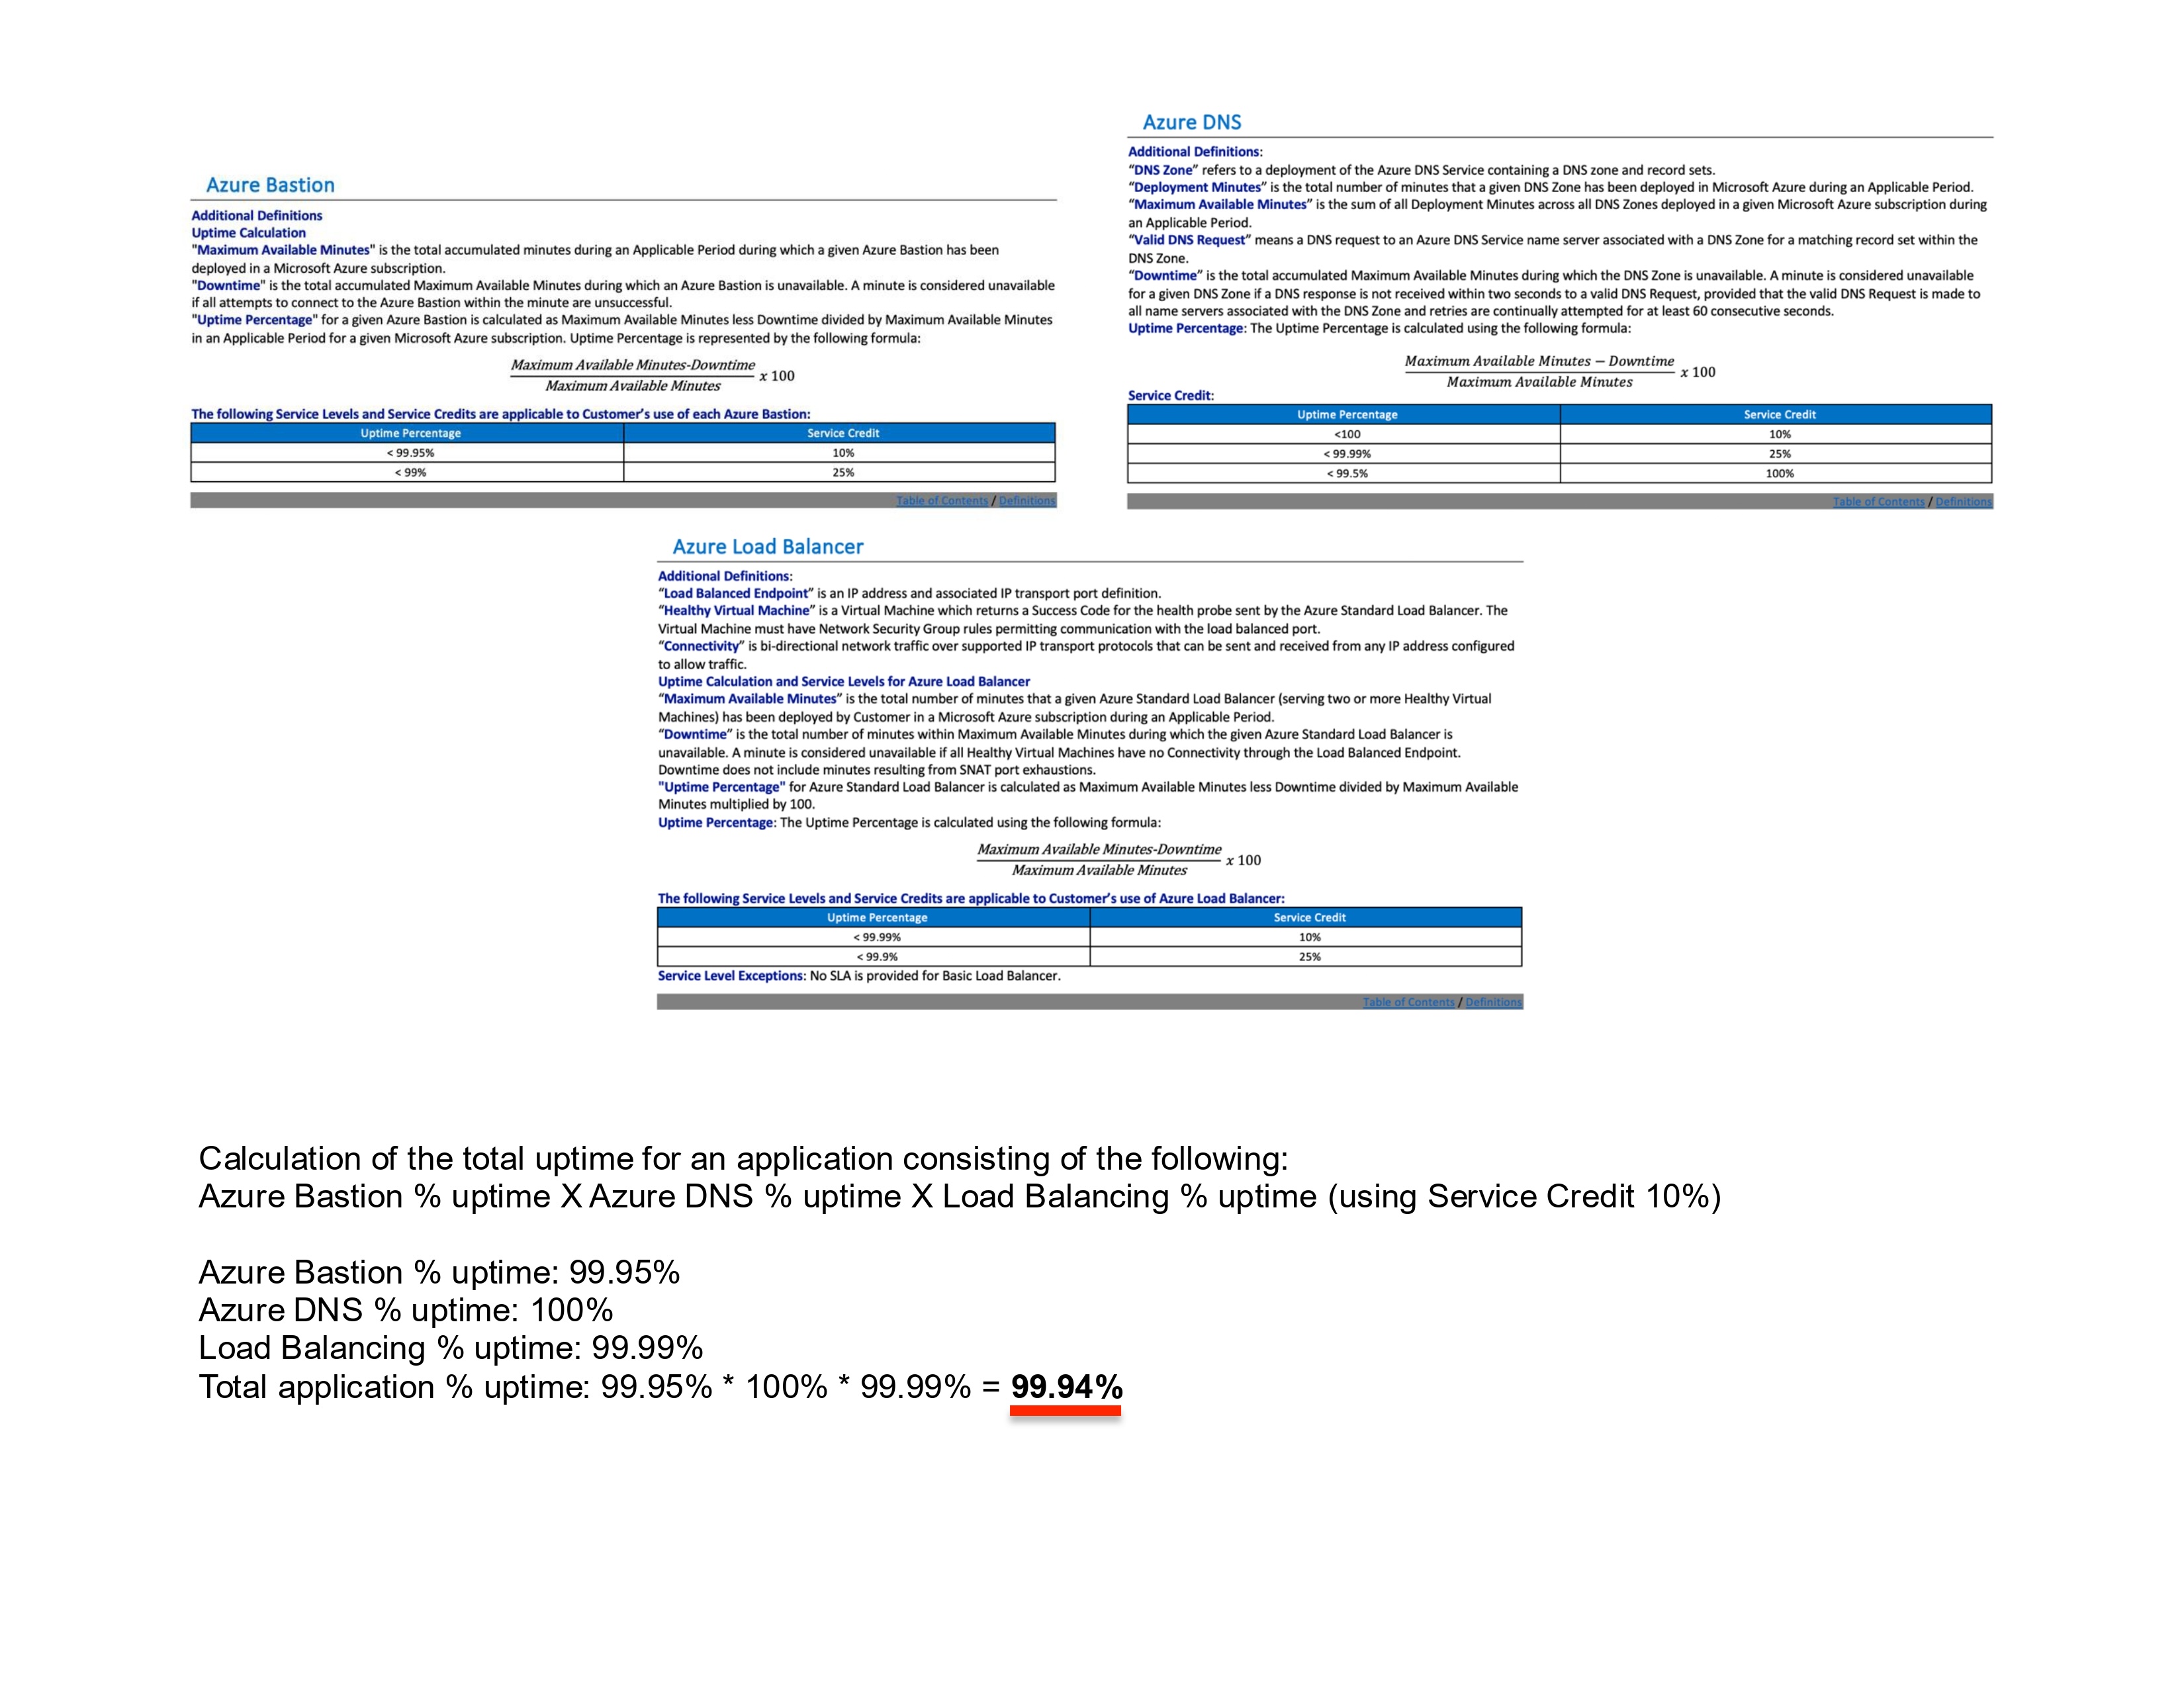 Azure Bastion
Additional Definitions
Uptime Calculation
"Maximum Available Minutes" is the total accumulated minutes during an Applicable Period during which a given Azure Bastion has been
deployed in a Microsoft Azure subscription.
"Downtime" is the total accumulated Maximum Available Minutes during which an Azure Bastion is unavailable. A minute is considered unavailable
if all attempts to connect to the Azure Bastion within the minute are unsuccessful.
"Uptime Percentage" for a given Azure Bastion is calculated as Maximum Available Minutes less Downtime divided by Maximum Available Minutes
in an Applicable Period for a given Microsoft Azure subscription. Uptime Percentage is represented by the following formula:
Maximum Available Minutes-Downtime
Maximum Available Minutes
x 100
The following Service Levels and Service Credits are applicable to Customer’s use of each Azure Bastion:
Uptime Percentage Service Credit
< 99.95% 10%
< 99% 25%
Table of Contents / Definitions
Azure DNS
Additional Definitions:
“DNS Zone” refers to a deployment of the Azure DNS Service containing a DNS zone and record sets.
“Deployment Minutes” is the total number of minutes that a given DNS Zone has been deployed in Microsoft Azure during an Applicable Period.
“Maximum Available Minutes” is the sum of all Deployment Minutes across all DNS Zones deployed in a given Microsoft Azure subscription during
an Applicable Period.
“Valid DNS Request” means a DNS request to an Azure DNS Service name server associated with a DNS Zone for a matching record set within the
DNS Zone.
“Downtime” is the total accumulated Maximum Available Minutes during which the DNS Zone is unavailable. A minute is considered unavailable
for a given DNS Zone if a DNS response is not received within two seconds to a valid DNS Request, provided that the valid DNS Request is made to
all name servers associated with the DNS Zone and retries are continually attempted for at least 60 consecutive seconds.
Uptime Percentage: The Uptime Percentage is calculated using the following formula:
Maximum Available Minutes – Downtime
Maximum Available Minutes
x 100
Service Credit:
Uptime Percentage Service Credit
<100 10%
< 99.99% 25%
< 99.5% 100%
Table of Contents / Definitions
Azure Load Balancer
Additional Definitions:
“Load Balanced Endpoint” is an IP address and associated IP transport port definition.
“Healthy Virtual Machine” is a Virtual Machine which returns a Success Code for the health probe sent by the Azure Standard Load Balancer. The
Virtual Machine must have Network Security Group rules permitting communication with the load balanced port.
“Connectivity” is bi-directional network traffic over supported IP transport protocols that can be sent and received from any IP address configured
to allow traffic.
Uptime Calculation and Service Levels for Azure Load Balancer
“Maximum Available Minutes” is the total number of minutes that a given Azure Standard Load Balancer (serving two or more Healthy Virtual
Machines) has been deployed by Customer in a Microsoft Azure subscription during an Applicable Period.
“Downtime” is the total number of minutes within Maximum Available Minutes during which the given Azure Standard Load Balancer is
unavailable. A minute is considered unavailable if all Healthy Virtual Machines have no Connectivity through the Load Balanced Endpoint.
Downtime does not include minutes resulting from SNAT port exhaustions.
"Uptime Percentage" for Azure Standard Load Balancer is calculated as Maximum Available Minutes less Downtime divided by Maximum Available
Minutes multiplied by 100.
Uptime Percentage: The Uptime Percentage is calculated using the following formula:
Maximum Available Minutes-Downtime
Maximum Available Minutes
x 100
The following Service Levels and Service Credits are applicable to Customer’s use of Azure Load Balancer:
Uptime Percentage Service Credit
< 99.99% 10%
< 99.9% 25%
Service Level Exceptions: No SLA is provided for Basic Load Balancer.
Table of Contents / Definitions
Calculation of the total uptime for an application consisting of the following:
Azure Bastion % uptime X Azure DNS % uptime X Load Balancing % uptime (using Service Credit 10%)
Azure Bastion % uptime: 99.95%
Azure DNS % uptime: 100%
Load Balancing % uptime: 99.99%
Total application % uptime: 99.95% * 100% * 99.99% = 99.94%